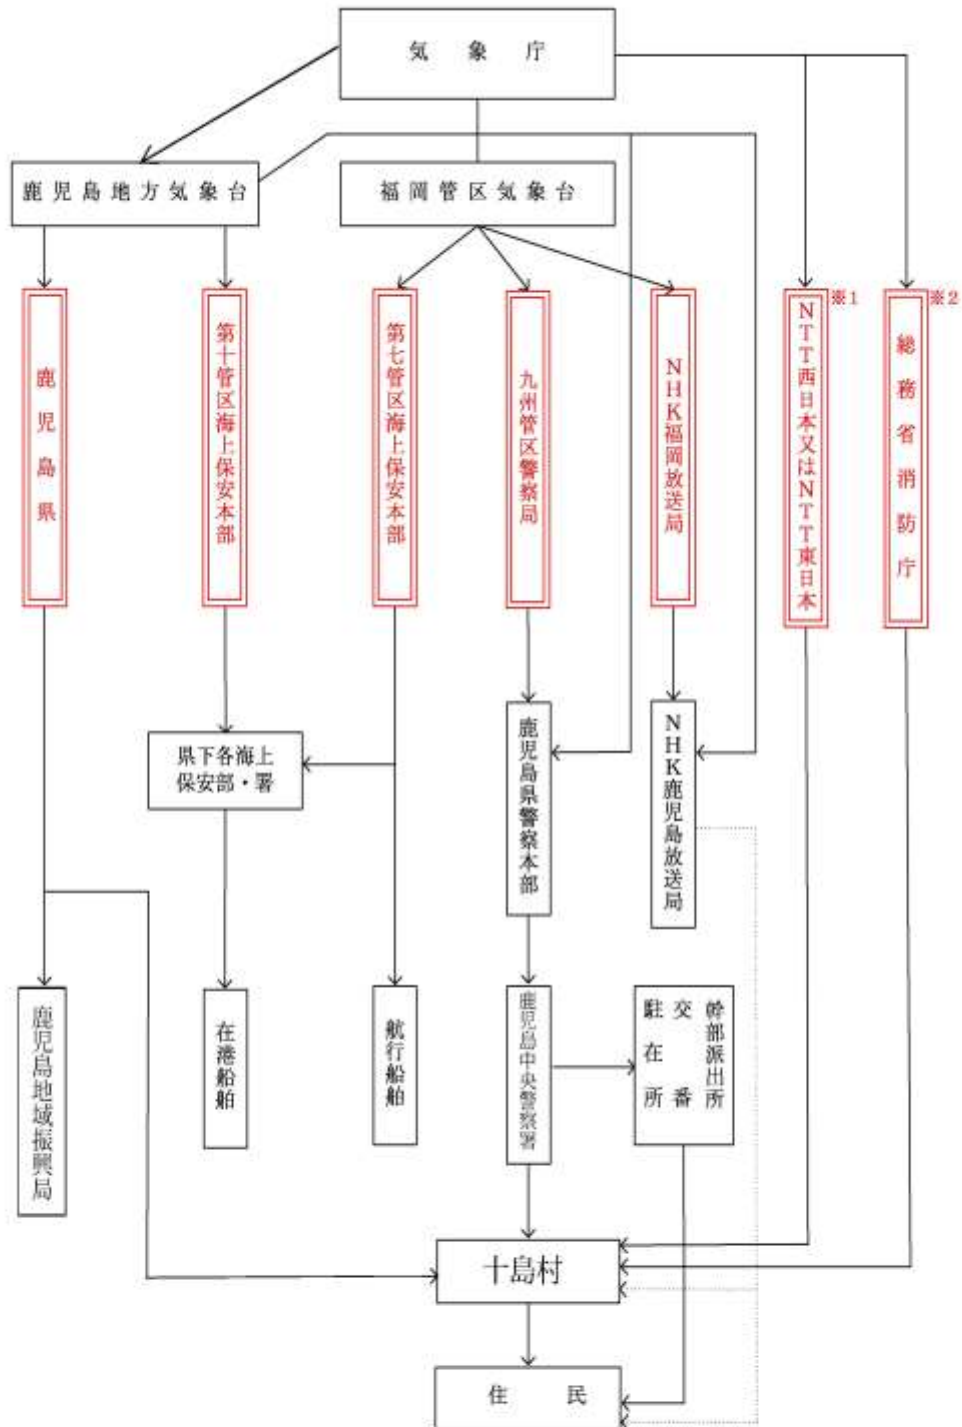 気象庁
鹿児島地方気象台
福岡管区気象台
鹿児島県
第十管区海上保安本部
第七管区海上保安本部
九州管区警察局
NHK福岡放送局
NTT西日本又はNTT東日本
※1
総務省消防庁
※2
県下各海上
保安部・署
鹿児島県警察本部
NHK鹿児島放送局
鹿児島地域振興局
在港船舶
航行船舶
鹿児島中央警察署
幹部派出所
交番
駐在所
十島村
住民